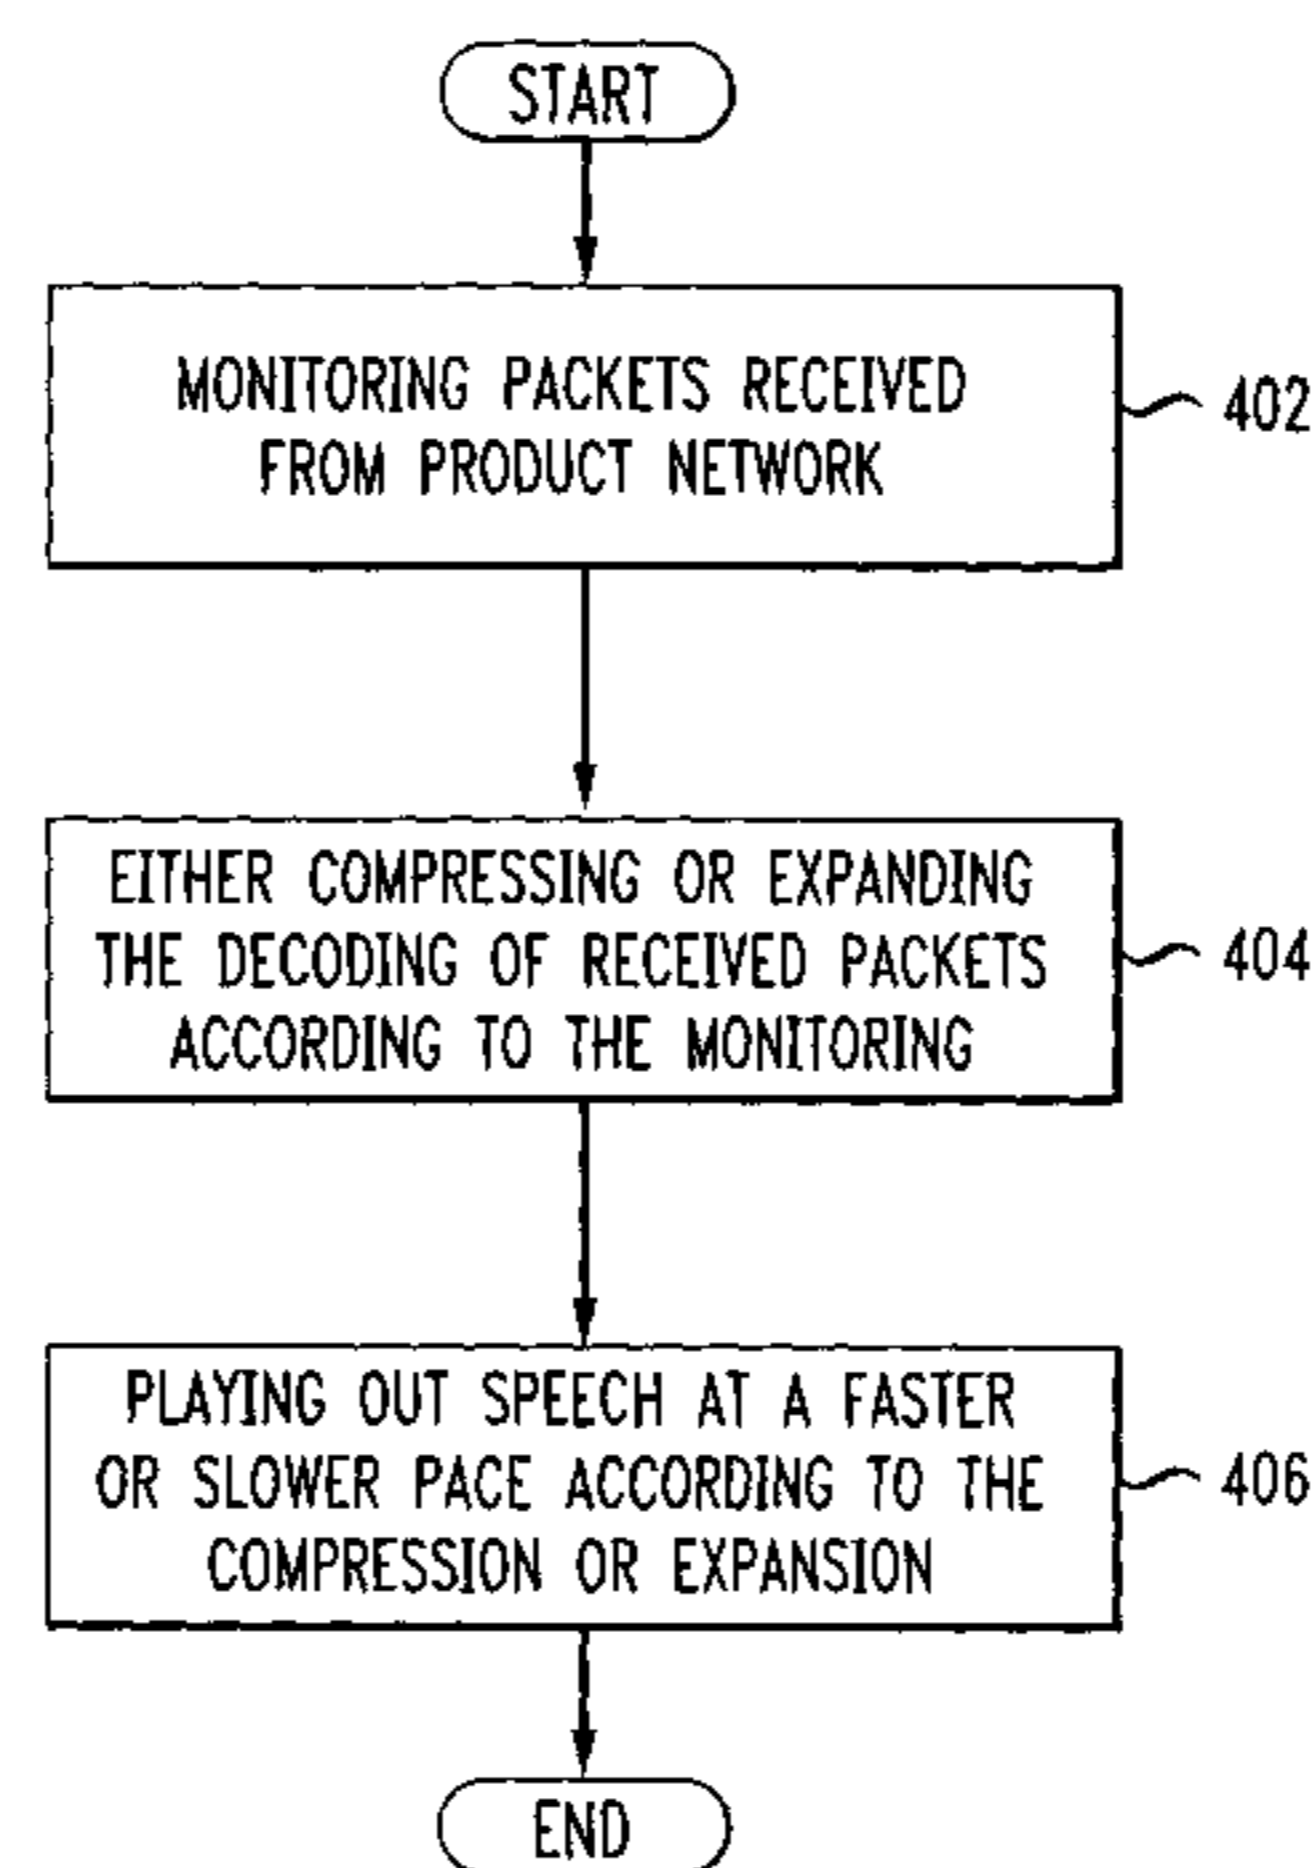 START
MONITORING PACKETS RECEIVED
FROM PRODUCT NETWORK
402
EITHER COMPRESSING OR EXPANDING
THE DECODING OF RECEIVED PACKETS
ACCORDING TO THE MONITORING
404
PLAYING OUT SPEECH AT A FASTER
OR SLOWER PACE ACCORDING TO THE
COMPRESSION OR EXPANSION
406
END